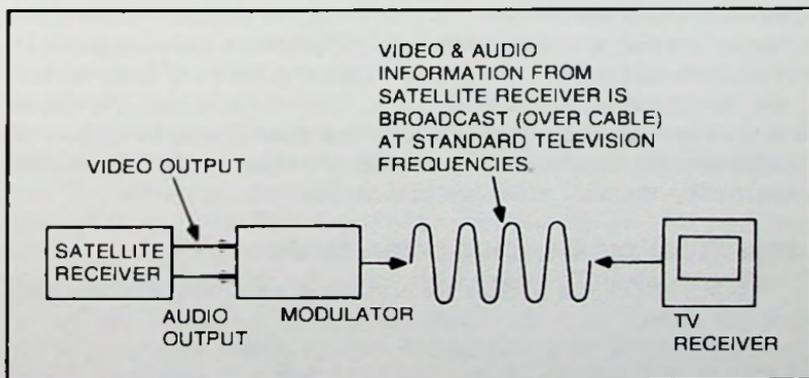 VIDEO & AUDIO
INFORMATION FROM
SATELLITE RECEIVER IS
BROADCAST (OVER CABLE)
AT STANDARD TELEVISION
FREQUENCIES.
VIDEO OUTPUT
SATELLITE
RECEIVER
AUDIO
OUTPUT
MODULATOR
TV
RECEIVER